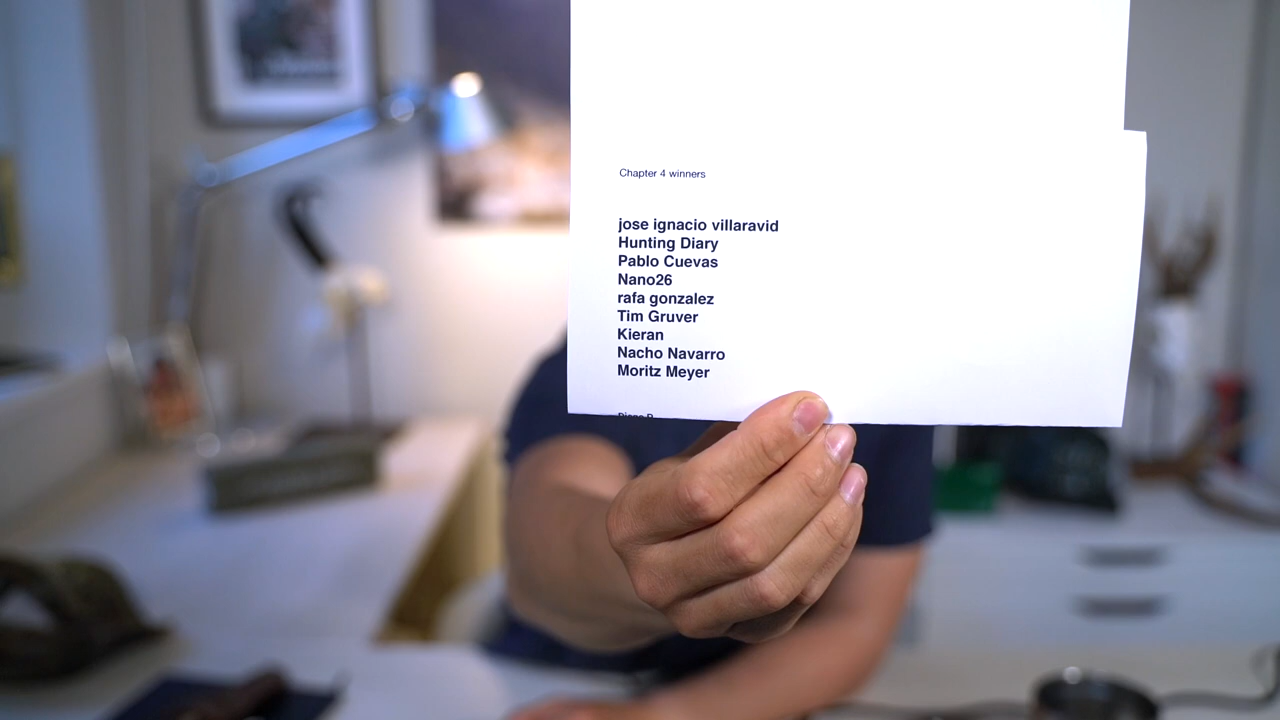 Chapter 4 winners
jose ignacio villaravid
Hunting Diary
Pablo Cuevas
Nano26
rafa gonzalez
Tim Gruver
Kieran
Nacho Navarro
Moritz Meyer